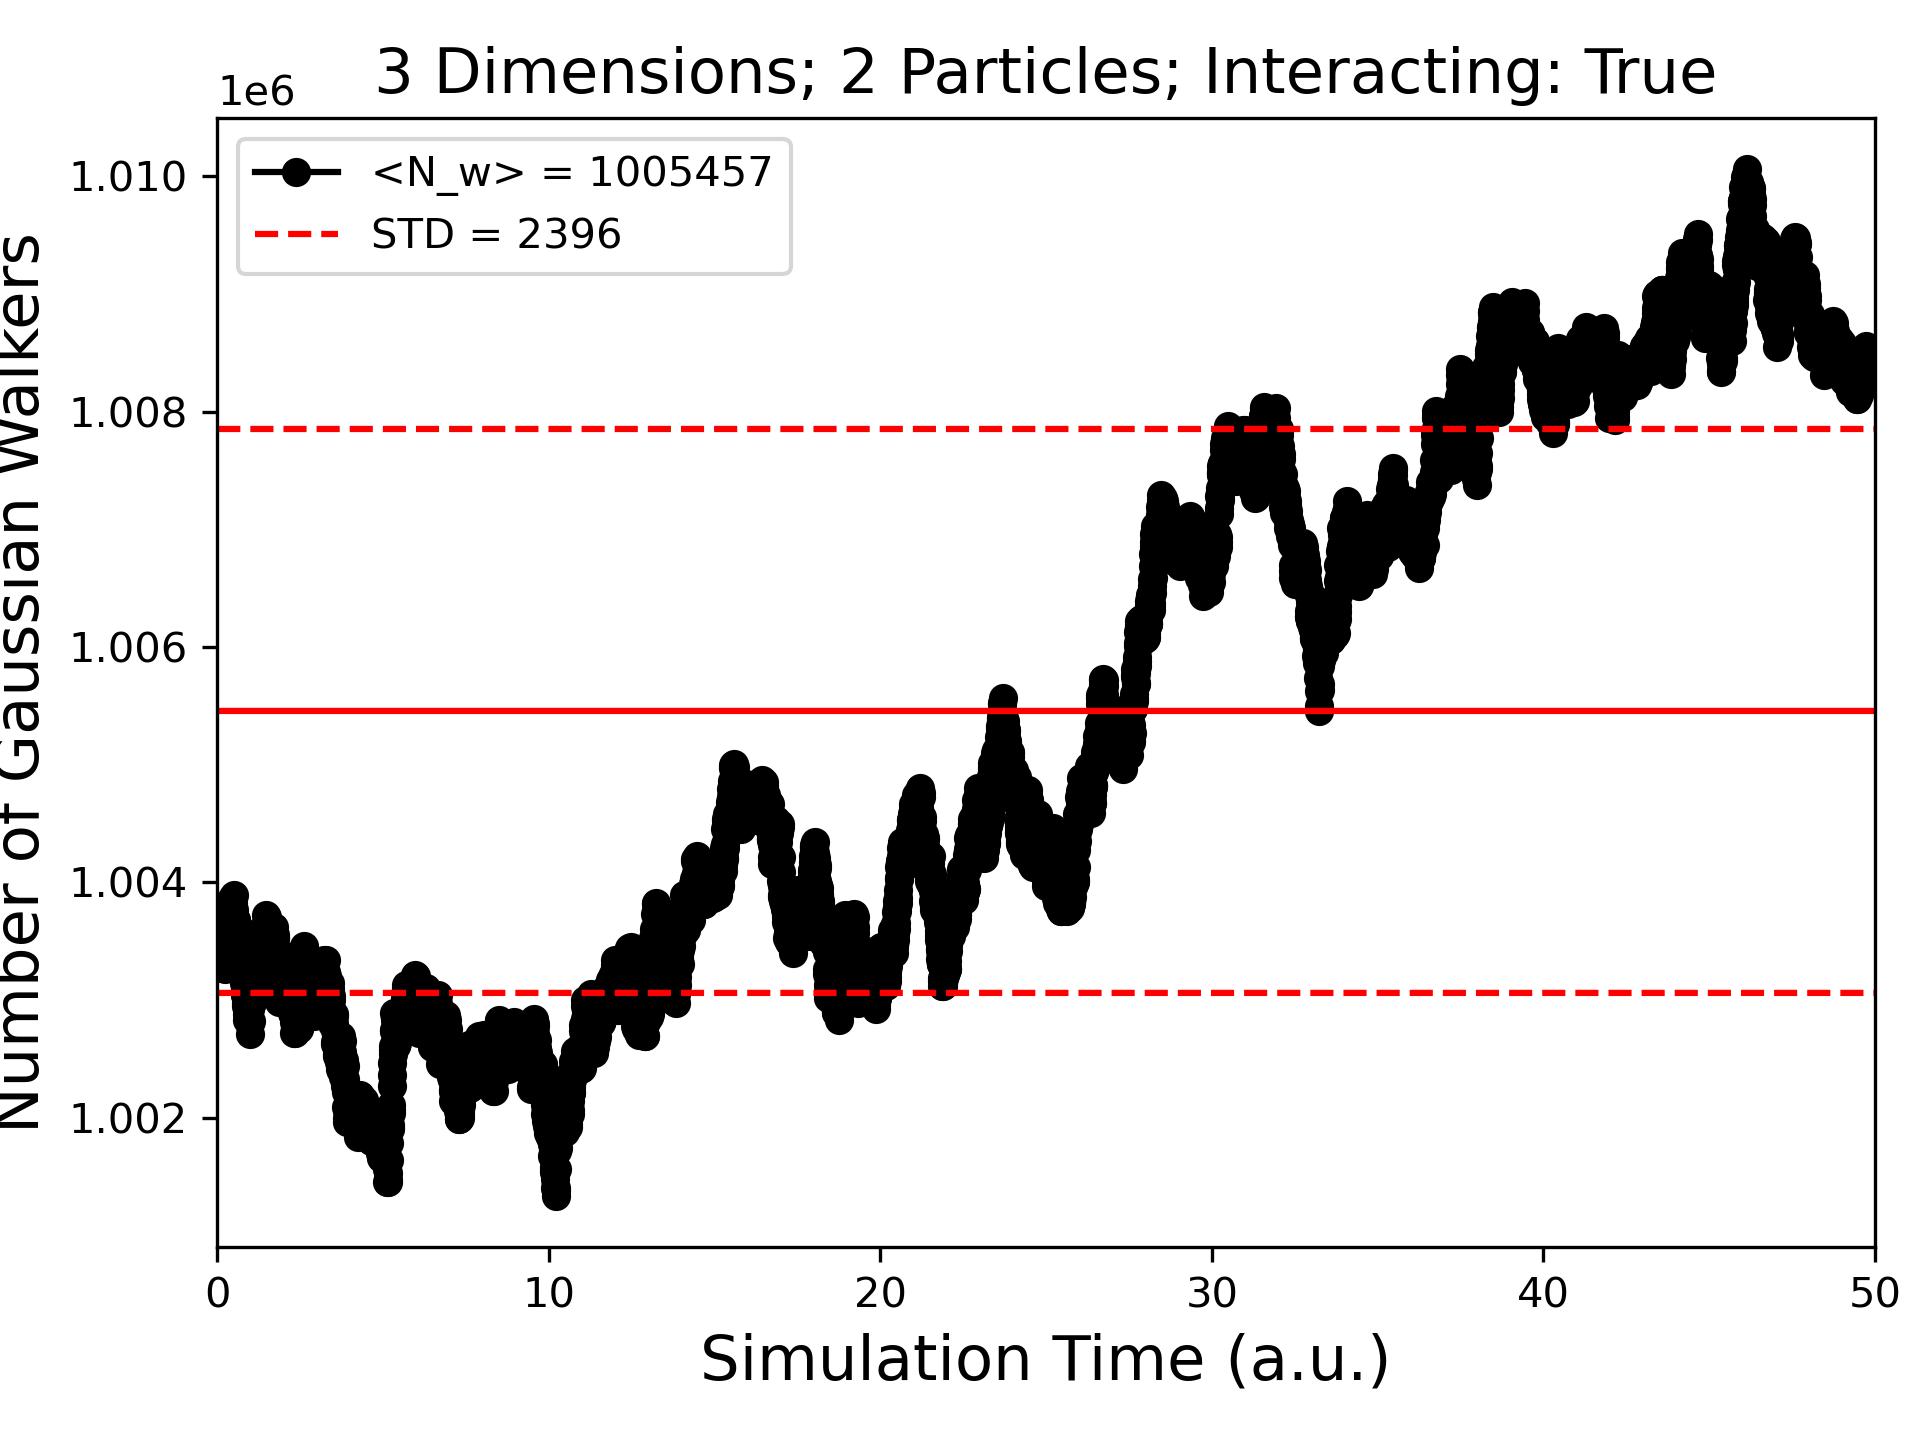 3 Dimensions; 2 Particles; Interacting: True
1e6
<N_w> = 1005457
STD = 2396
1.010
1.008
1.006
1.004
1.002
Number of Gaussian Walkers
0
10
20
30
40
50
Simulation Time (a.u.)